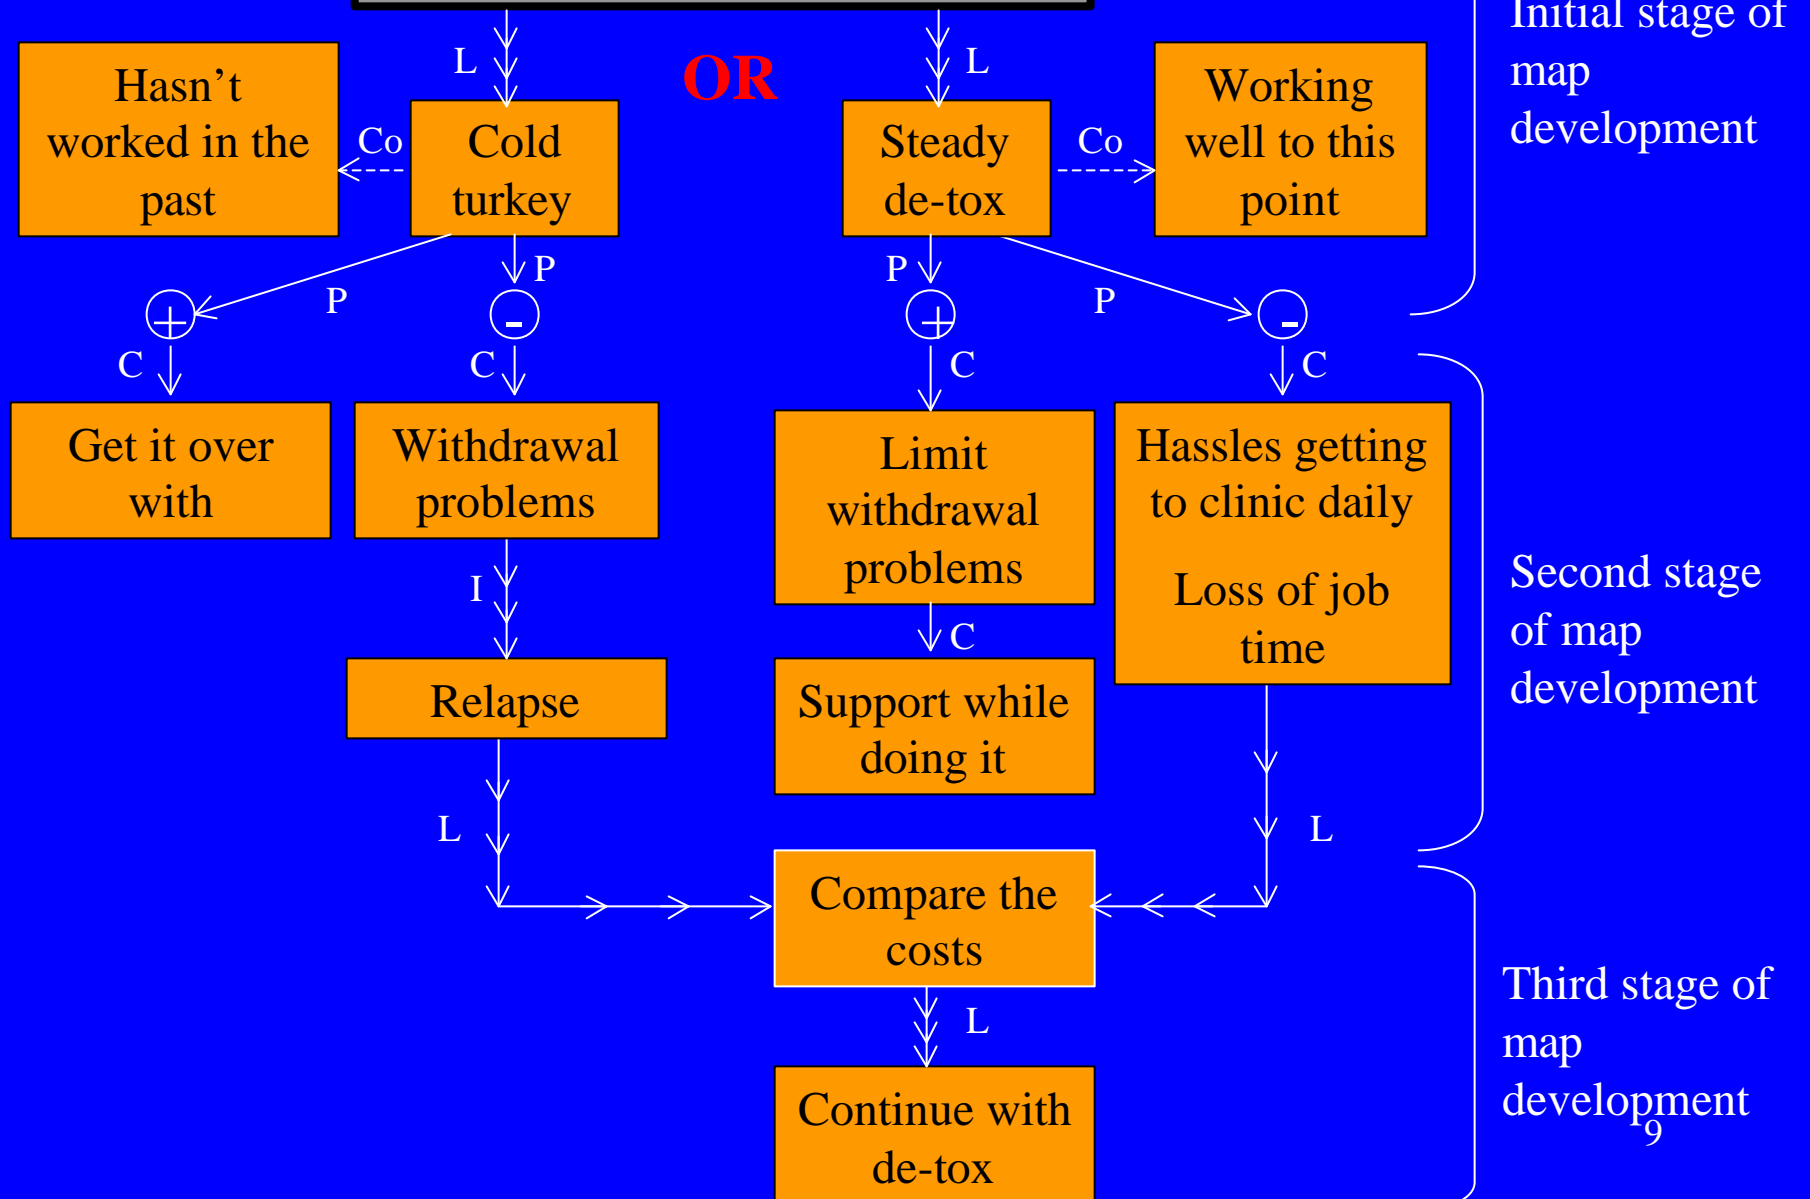 Initial stage of
map
development
L
OR
L
Hasn't
worked in the
past
Co
Cold
turkey
Steady
de-tox
Co
Working
well to this
point
P
P
P
P
+
-
+
-
C
C
C
C
Get it over
with
Withdrawal
problems
Limit
withdrawal
problems
Hassles getting
to clinic daily
Loss of job
time
I
C
Relapse
Support while
doing it
Second stage
of map
development
L
L
Compare the
costs
L
Continue with
de-tox
Third stage of
map
development
9